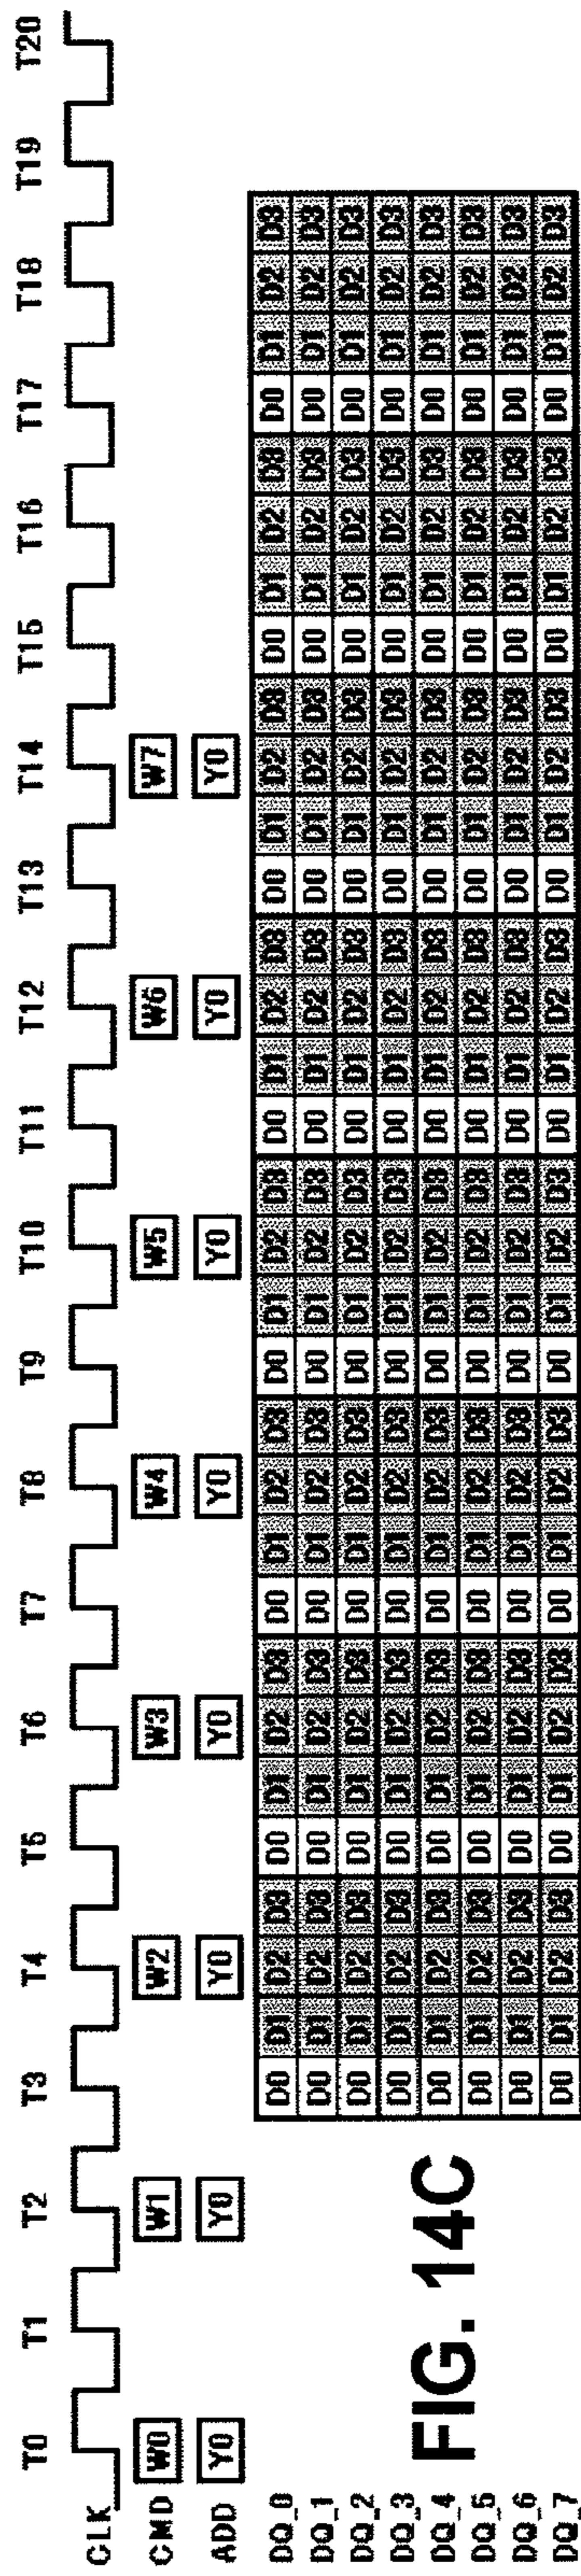 T0 T1 T2 T3 T4 T5 T6 T7 T8 T9 T10 T11 T12 T13 T14 T15 T16 T17 T18 T19 T20
CLK
CMD W0 W1 W2 W3 W4 W5 W6 W7
ADD Y0 Y0 Y0 Y0 Y0 Y0 Y0 Y0
DQ_0 D0 D1 D2 D3 D0 D1 D2 D3 D0 D1 D2 D3 D0 D1 D2 D3 D0 D1 D2 D3 D0 D1 D2 D3 D0 D1 D2 D3 D0 D1 D2 D3
DQ_1 D0 D1 D2 D3 D0 D1 D2 D3 D0 D1 D2 D3 D0 D1 D2 D3 D0 D1 D2 D3 D0 D1 D2 D3 D0 D1 D2 D3 D0 D1 D2 D3
DQ_2 D0 D1 D2 D3 D0 D1 D2 D3 D0 D1 D2 D3 D0 D1 D2 D3 D0 D1 D2 D3 D0 D1 D2 D3 D0 D1 D2 D3 D0 D1 D2 D3
DQ_3 D0 D1 D2 D3 D0 D1 D2 D3 D0 D1 D2 D3 D0 D1 D2 D3 D0 D1 D2 D3 D0 D1 D2 D3 D0 D1 D2 D3 D0 D1 D2 D3
DQ_4 D0 D1 D2 D3 D0 D1 D2 D3 D0 D1 D2 D3 D0 D1 D2 D3 D0 D1 D2 D3 D0 D1 D2 D3 D0 D1 D2 D3 D0 D1 D2 D3
DQ_5 D0 D1 D2 D3 D0 D1 D2 D3 D0 D1 D2 D3 D0 D1 D2 D3 D0 D1 D2 D3 D0 D1 D2 D3 D0 D1 D2 D3 D0 D1 D2 D3
DQ_6 D0 D1 D2 D3 D0 D1 D2 D3 D0 D1 D2 D3 D0 D1 D2 D3 D0 D1 D2 D3 D0 D1 D2 D3 D0 D1 D2 D3 D0 D1 D2 D3
DQ_7 D0 D1 D2 D3 D0 D1 D2 D3 D0 D1 D2 D3 D0 D1 D2 D3 D0 D1 D2 D3 D0 D1 D2 D3 D0 D1 D2 D3 D0 D1 D2 D3
FIG. 14C